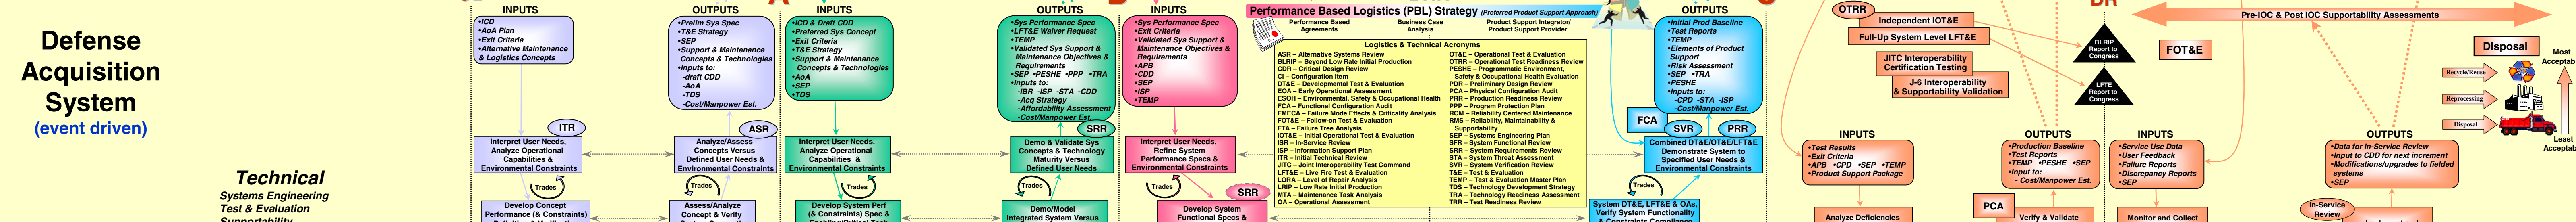 Defense
Acquisition
System
(event driven)
Technical
Systems Engineering
Test & Evaluation
Supportability
INPUTS
•ICD
•AoA Plan
•Exit Criteria
•Alternative Maintenance
& Logistics Concepts
ITR
Interpret User Needs,
Analyze Operational
Capabilities &
Environmental Constraints
Trades
Develop Concept
Performance (& Constraints)
OUTPUTS
•Prelim Sys Spec
•T&E Strategy
•SEP
•Support & Maintenance
Concepts & Technologies
•Inputs to:
-draft CDD
-AoA
-TDS
-Cost/Manpower Est.
ASR
Analyze/Assess
Concepts Versus
Defined User Needs &
Environmental Constraints
Trades
Assess/Analyze
Concept & Verify
INPUTS
•ICD & Draft CDD
•Preferred Sys Concept
•Exit Criteria
•T&E Strategy
•Support & Maintenance
Concepts & Technologies
•AoA
•SEP
•TDS
Interpret User Needs.
Analyze Operational
Capabilities &
Environmental Constraints
Trades
Develop System Perf
(& Constraints) Spec &
OUTPUTS
•Sys Performance Spec
•LFT&E Waiver Request
•TEMP
•Validated Sys Support &
Maintenance Objectives &
Requirements
•SEP •PESHE •PPP •TRA
•Inputs to:
-IBR -ISP -STA -CDD
-Acq Strategy
-Affordability Assessment
-Cost/Manpower Est.
SRR
Demo & Validate Sys
Concepts & Technology
Maturity Versus
Defined User Needs
Trades
Demo/Model
Integrated System Versus
INPUTS
•Sys Performance Spec
•Exit Criteria
•Validated Sys Support &
Maintenance Objectives &
Requirements
•APB
•CDD
•SEP
•ISP
•TEMP
Interpret User Needs,
Refine System
Performance Specs &
Environmental Constraints
Trades
SRR
Develop System
Functional Specs &
Performance Based Logistics (PBL) Strategy (Preferred Product Support Approach)
Performance Based
Agreements
Business Case
Analysis
Product Support Integrator/
Product Support Provider
Logistics & Technical Acronyms
ASR – Alternative Systems Review
BLRIP – Beyond Low Rate Initial Production
CDR – Critical Design Review
CI – Configuration Item
DT&E – Developmental Test & Evaluation
EOA – Early Operational Assessment
ESOH – Environmental, Safety & Occupational Health
FCA – Functional Configuration Audit
FMECA – Failure Mode Effects & Criticality Analysis
FOT&E – Follow-on Test & Evaluation
FTA – Failure Tree Analysis
IOT&E – Initial Operational Test & Evaluation
ISR – In-Service Review
ISP – Information Support Plan
ITR – Initial Technical Review
JITC – Joint Interoperability Test Command
LFT&E – Live Fire Test & Evaluation
LORA – Level of Repair Analysis
LRIP – Low Rate Initial Production
MTA – Maintenance Task Analysis
OA – Operational Assessment
OT&E – Operational Test & Evaluation
OTRR – Operational Test Readiness Review
PESHE – Programmatic Environment,
Safety & Occupational Health Evaluation
PDR – Preliminary Design Review
PCA – Physical Configuration Audit
PRR – Production Readiness Review
PPP – Program Protection Plan
RCM – Reliability Centered Maintenance
RMS – Reliability, Maintainability &
Supportability
SEP – Systems Engineering Plan
SFR – System Functional Review
SRR – System Requirements Review
STA – System Threat Assessment
SVR – System Verification Review
T&E – Test & Evaluation
TEMP – Test & Evaluation Master Plan
TDS – Technology Development Strategy
TRA – Technology Readiness Assessment
TRR – Test Readiness Review
OUTPUTS
•Initial Prod Baseline
•Test Reports
•TEMP
•Elements of Product
Support
•Risk Assessment
•SEP •TRA
•PESHE
•Inputs to:
-CPD -STA -ISP
-Cost/Manpower Est.
FCA
SVR
PRR
Combined DT&E/OT&E/LFT&E
Demonstrate System to
Specified User Needs &
Environmental Constraints
Trades
System DT&E, LFT&E & OAs,
Verify System Functionality
OTRR
Independent IOT&E
Full-Up System Level LFT&E
JITC Interoperability
Certification Testing
J-6 Interoperability
& Supportability Validation
INPUTS
•Test Results
•Exit Criteria
•APB •CPD •SEP •TEMP
•Product Support Package
Analyze Deficiencies
BLRIP
Report to
Congress
LFTE
Report to
Congress
OUTPUTS
•Production Baseline
•Test Reports
•TEMP •PESHE •SEP
•Input to:
- Cost/Manpower Est.
PCA
Verify & Validate
Pre-IOC & Post IOC Supportability Assessments
FOT&E
INPUTS
•Service Use Data
•User Feedback
•Failure Reports
•Discrepancy Reports
•SEP
Monitor and Collect
OUTPUTS
•Data for In-Service Review
•Input to CDD for next increment
•Modifications/upgrades to fielded
systems
•SEP
In-Service
Review
Disposal
Recycle/Reuse
Reprocessing
Disposal
Most
Least